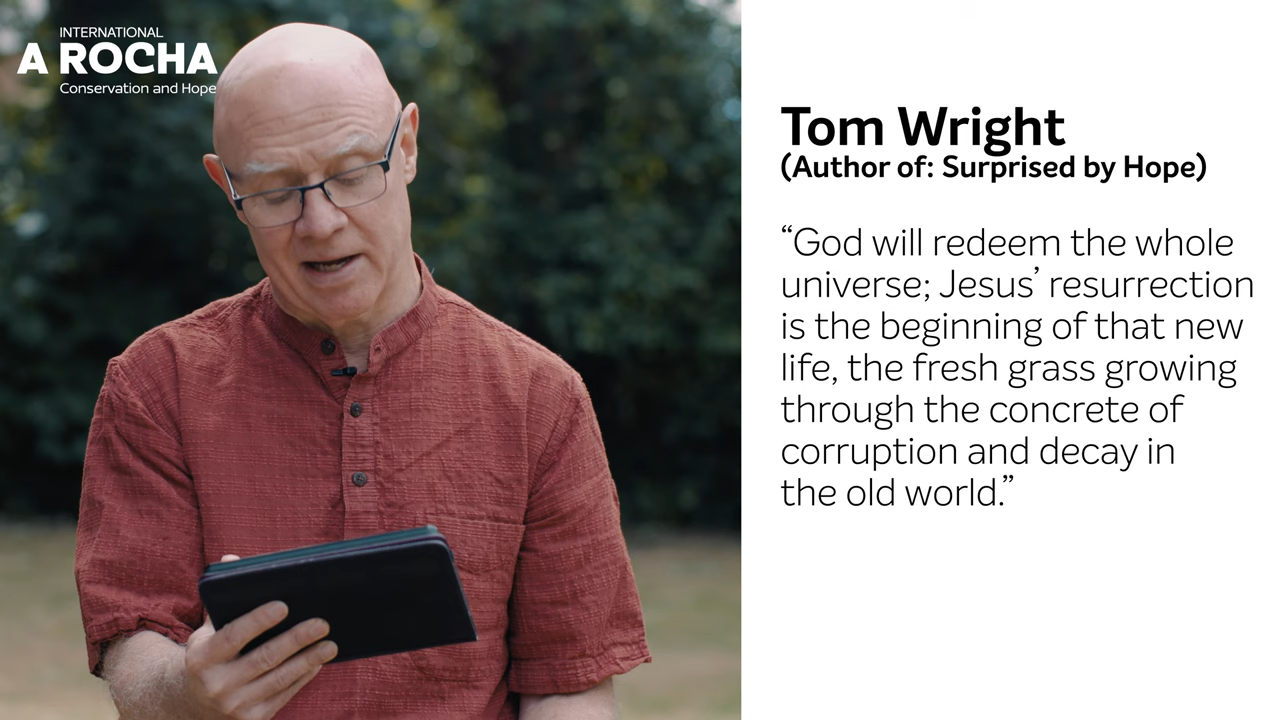 INTERNATIONAL
A ROCHA
Conservation and Hope
Tom Wright
(Author of: Surprised by Hope)
“God will redeem the whole
universe; Jesus’ resurrection
is the beginning of that new
life, the fresh grass growing
through the concrete of
corruption and decay in
the old world.”